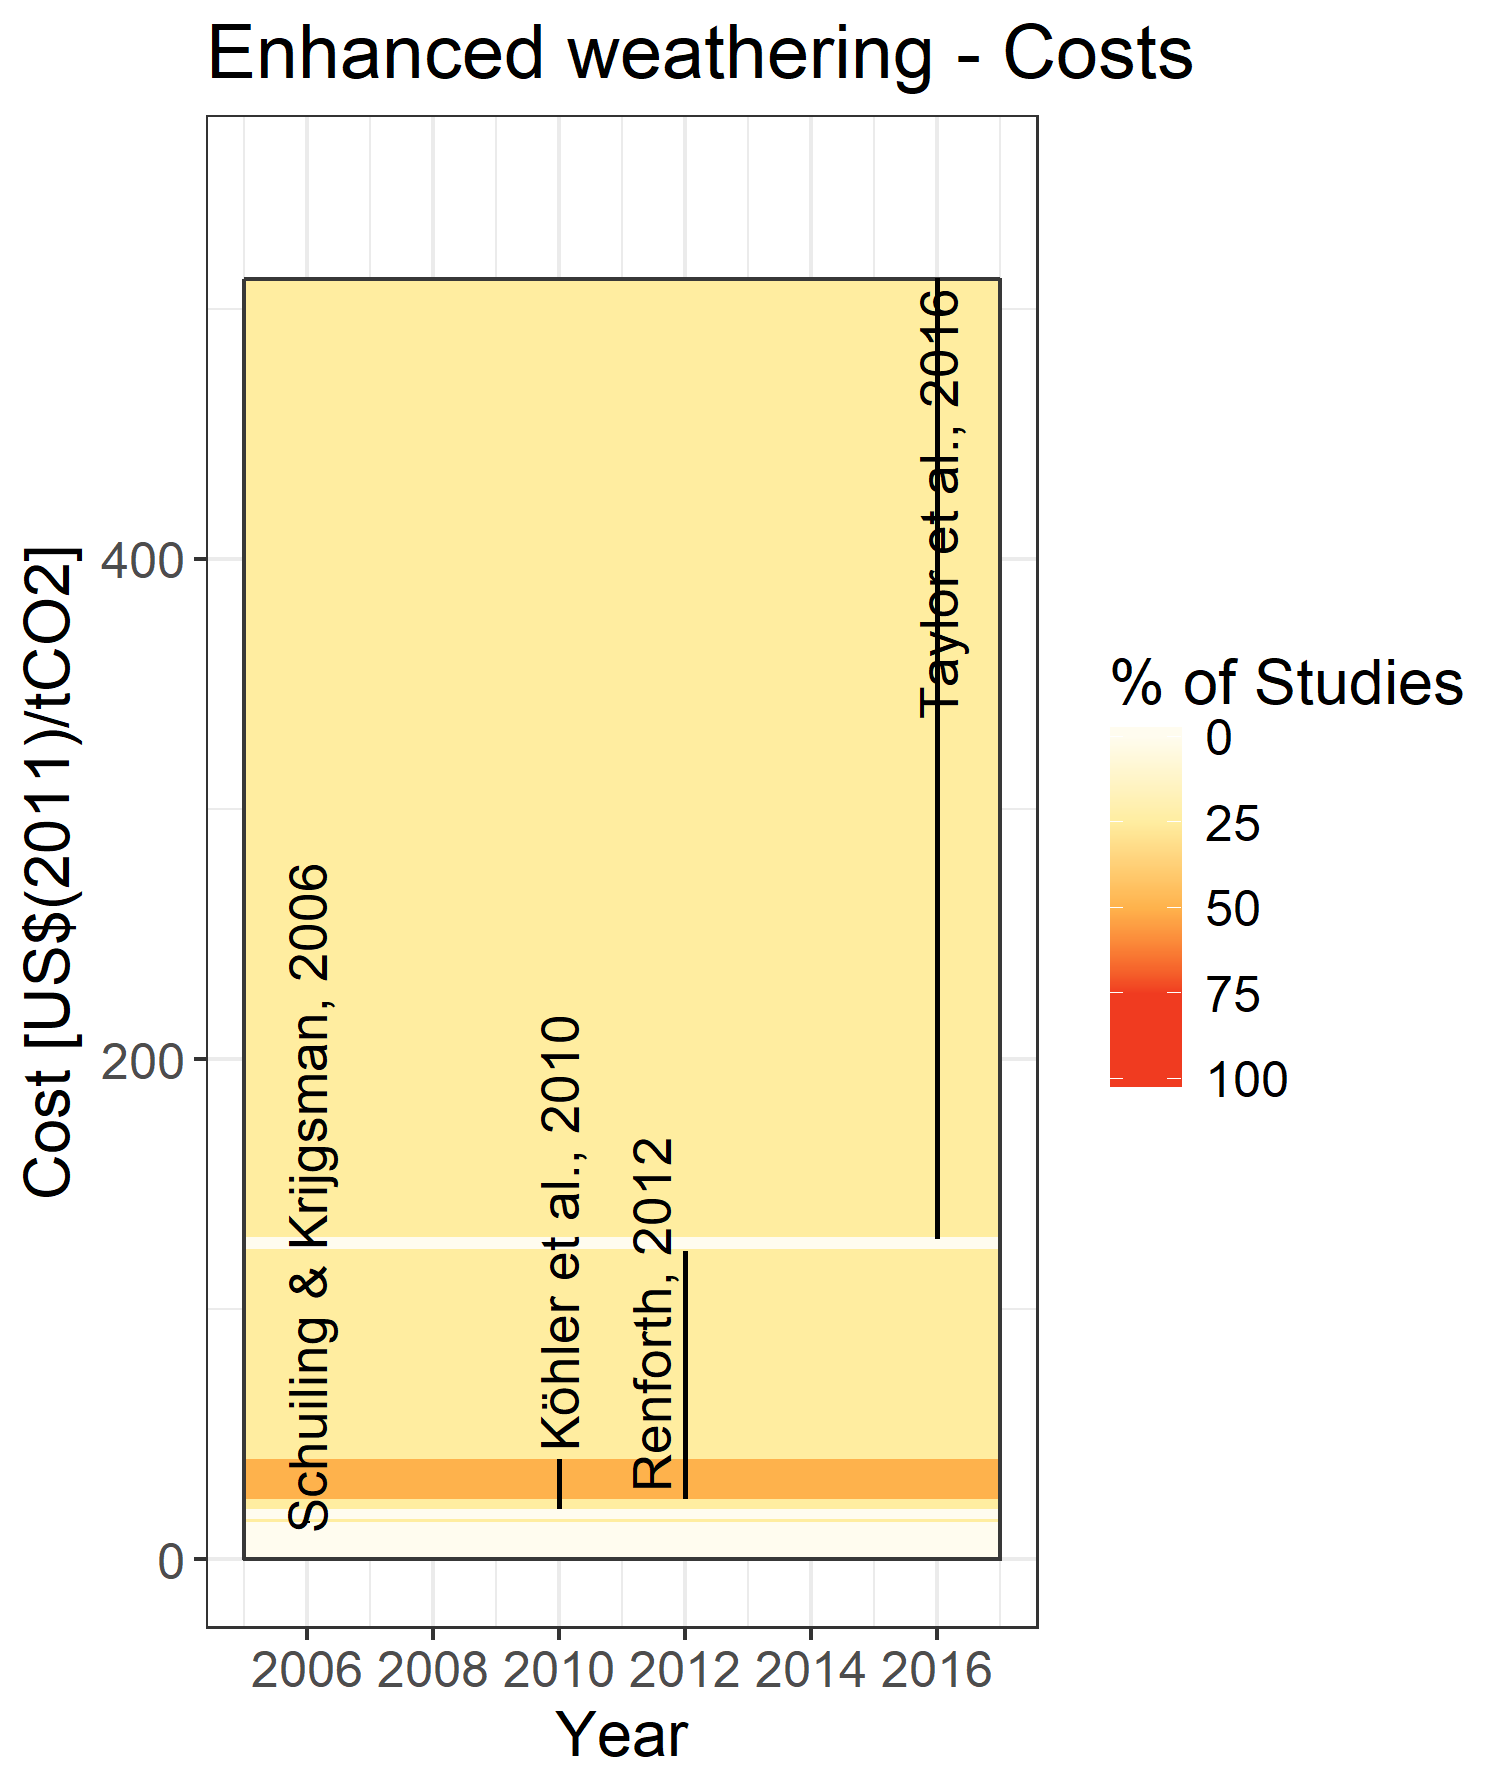 Enhanced weathering - Costs
Cost [US$(2011)/tCO2]
400
200
0
Schuiling & Krijgsman, 2006
Köhler et al., 2010
Renforth, 2012
Taylor et al., 2016
2006 2008 2010 2012 2014 2016
Year
% of Studies
0
25
50
75
100